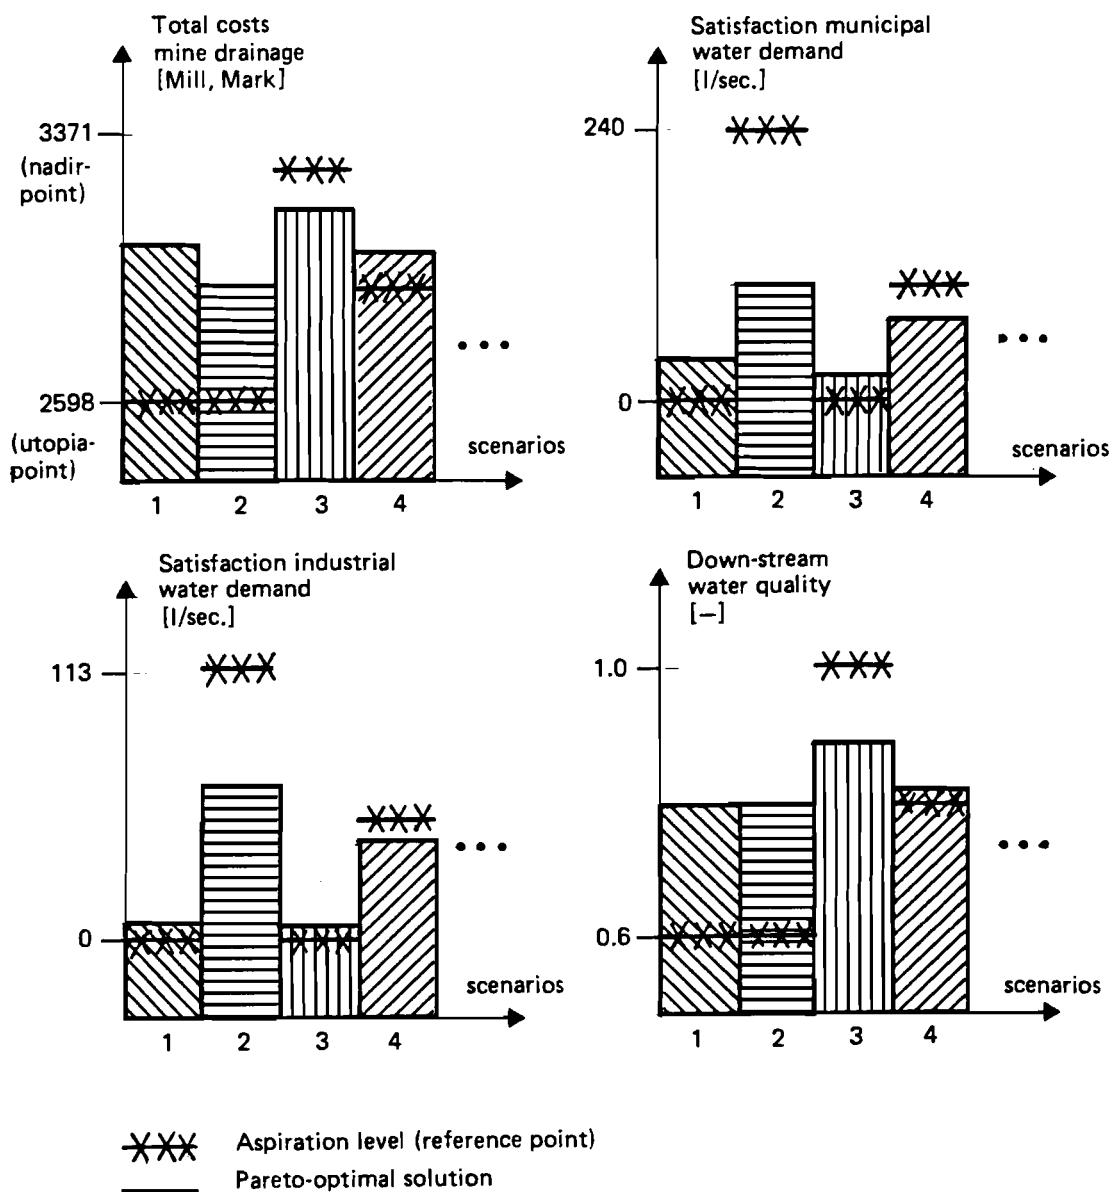 Total costs
mine drainage
[Mill, Mark]
3371
(nadir-
point)
2598
(utopia-
point)
scenarios
1 2 3 4
Satisfaction municipal
water demand
[l/sec.]
240
0
scenarios
1 2 3 4
Satisfaction industrial
water demand
[l/sec.]
113
0
scenarios
1 2 3 4
Down-stream
water quality
[—]
1.0
0.6
scenarios
1 2 3 4
Aspiration level (reference point)
Pareto-optimal solution